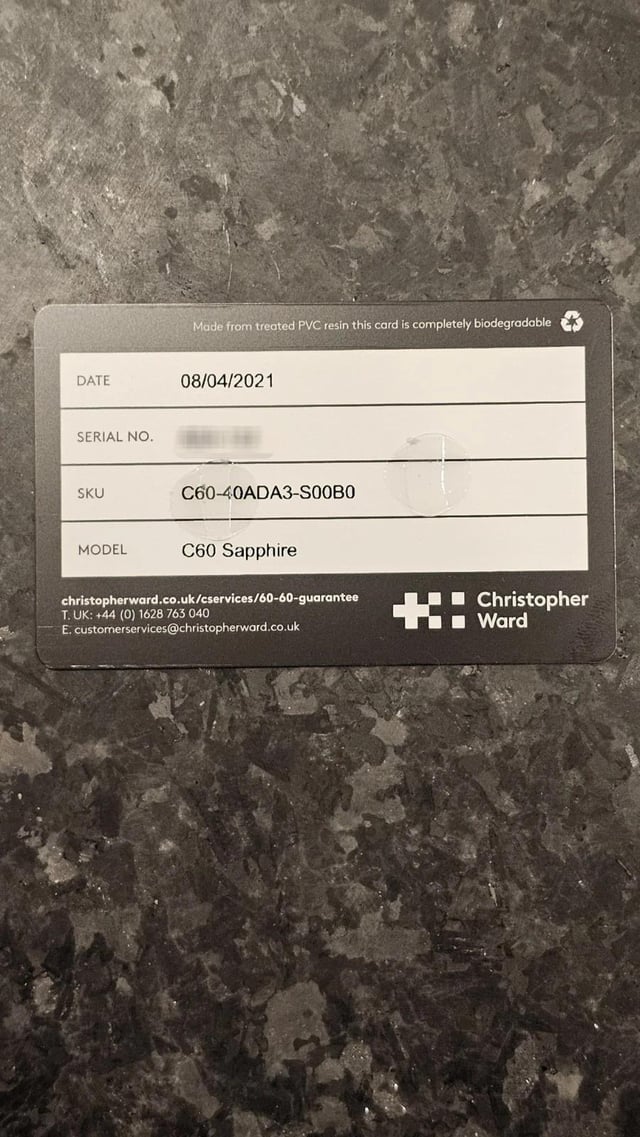 Made from treated PVC resin this card is completely biodegradable
DATE 08/04/2021
SERIAL NO.
SKU C60-40ADA3-S00B0
MODEL C60 Sapphire
christopherward.co.uk/cservices/60-60-guarantee
T. UK: +44 (0) 1628 763 040
E. customerservices@christopherward.co.uk
Christopher
Ward